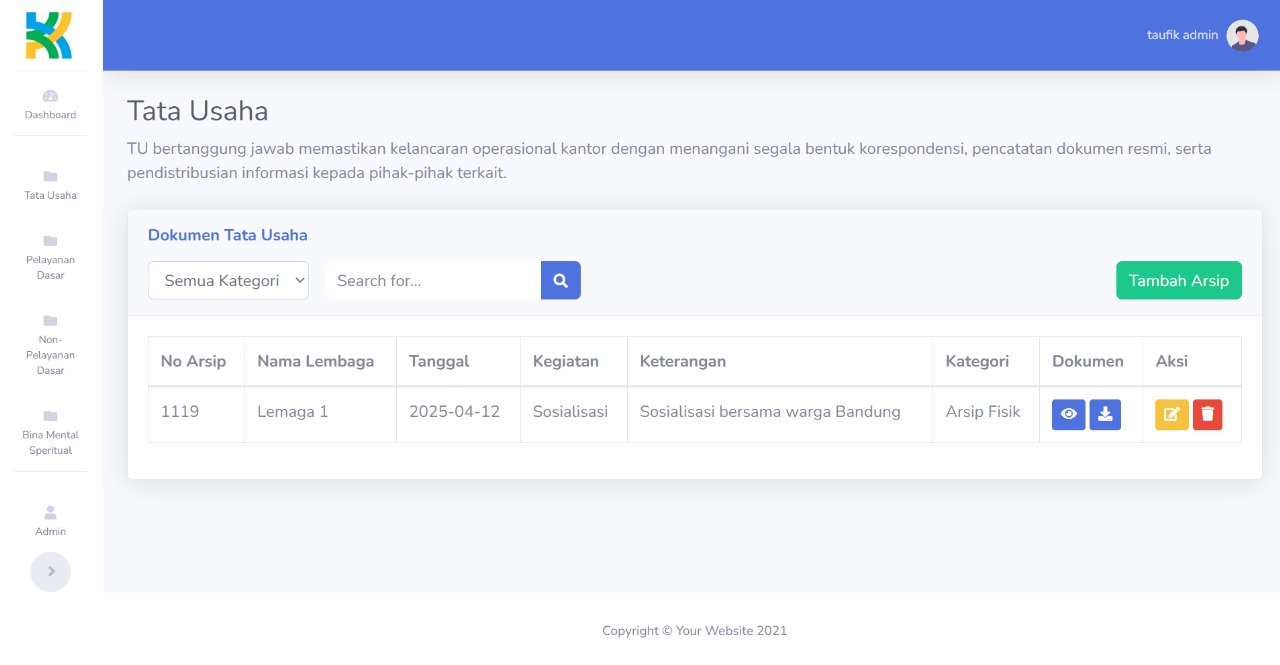 taufik admin
Dashboard
Tata Usaha
Pelayanan
Dasar
Non-
Pelayanan
Dasar
Bina Mental
Speritual
Admin
Tata Usaha
TU bertanggung jawab memastikan kelancaran operasional kantor dengan menangani segala bentuk korespondensi, pencatatan dokumen resmi, serta
pendistribusian informasi kepada pihak-pihak terkait.
Dokumen Tata Usaha
Semua Kategori Search for... Tambah Arsip
No Arsip Nama Lembaga Tanggal Kegiatan Keterangan Kategori Dokumen Aksi
1119 Lemaga 1 2025-04-12 Sosialisasi Sosialisasi bersama warga Bandung Arsip Fisik
Copyright © Your Website 2021